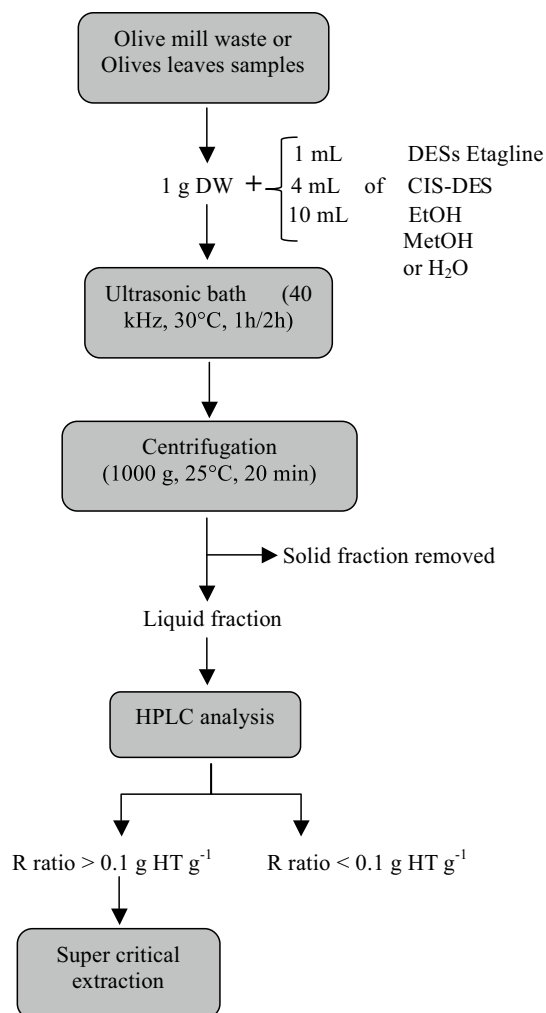 Olive mill waste or
Olives leaves samples
1 g DW +
1 mL
4 mL
10 mL
of
DESs Etagline
CIS-DES
EtOH
MetOH
or H₂O
Ultrasonic bath (40
kHz, 30°C, 1h/2h)
Centrifugation
(1000 g, 25°C, 20 min)
Solid fraction removed
Liquid fraction
HPLC analysis
R ratio > 0.1 g HT g⁻¹
R ratio < 0.1 g HT g⁻¹
Super critical
extraction